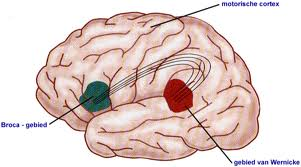 motorische cortex
Broca - gebied
gebied van Wernicke